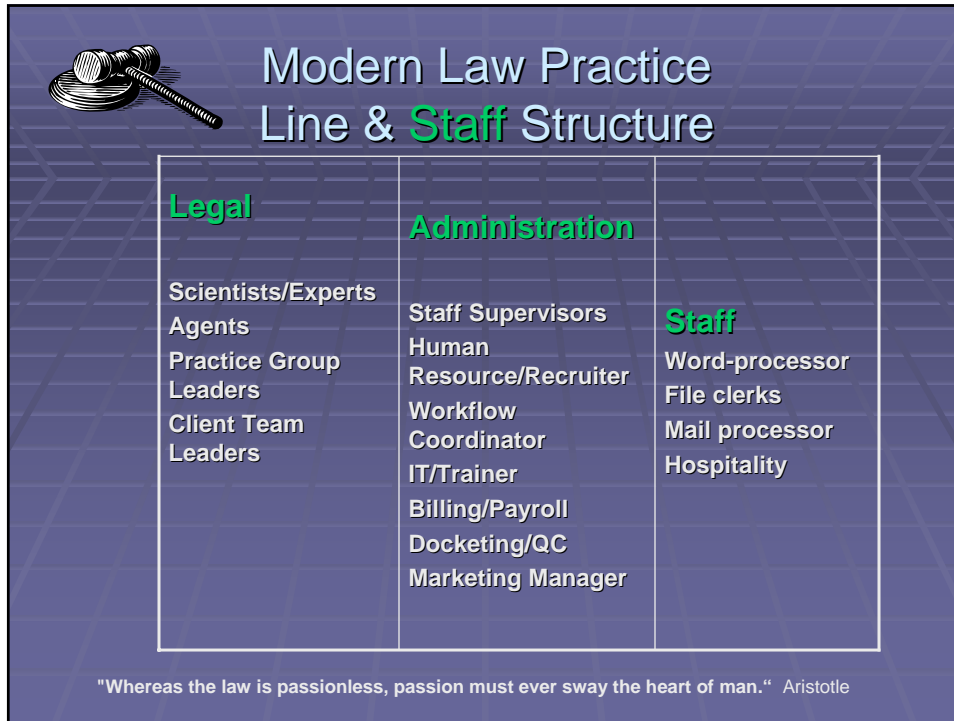 Modern Law Practice
Line & Staff Structure
Legal
Scientists/Experts
Agents
Practice Group
Leaders
Client Team
Leaders
Administration
Staff Supervisors
Human
Resource/Recruiter
Workflow
Coordinator
IT/Trainer
Billing/Payroll
Docketing/QC
Marketing Manager
Staff
Word-processor
File clerks
Mail processor
Hospitality
"Whereas the law is passionless, passion must ever sway the heart of man.“ Aristotle